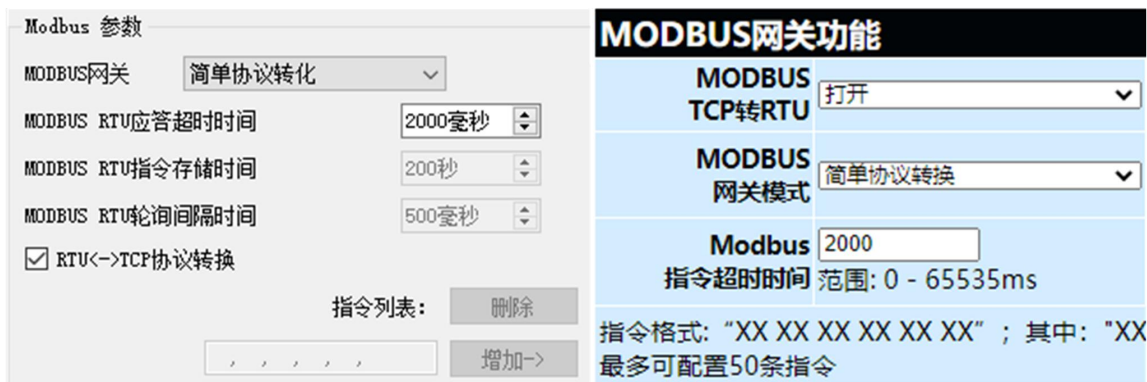 Modbus 参数
MODBUS网关 简单协议转化
MODBUS RTU应答超时时间 2000毫秒
MODBUS RTU指令存储时间 200秒
MODBUS RTU轮询间隔时间 500毫秒
RTU<->TCP协议转换
指令列表： 删除
, , , , , 增加->
MODBUS网关功能
MODBUS
TCP转RTU 打开
MODBUS
网关模式 简单协议转换
Modbus 2000
指令超时时间 范围: 0 - 65535ms
指令格式:“XX XX XX XX XX XX”；其中："XX
最多可配置50条指令